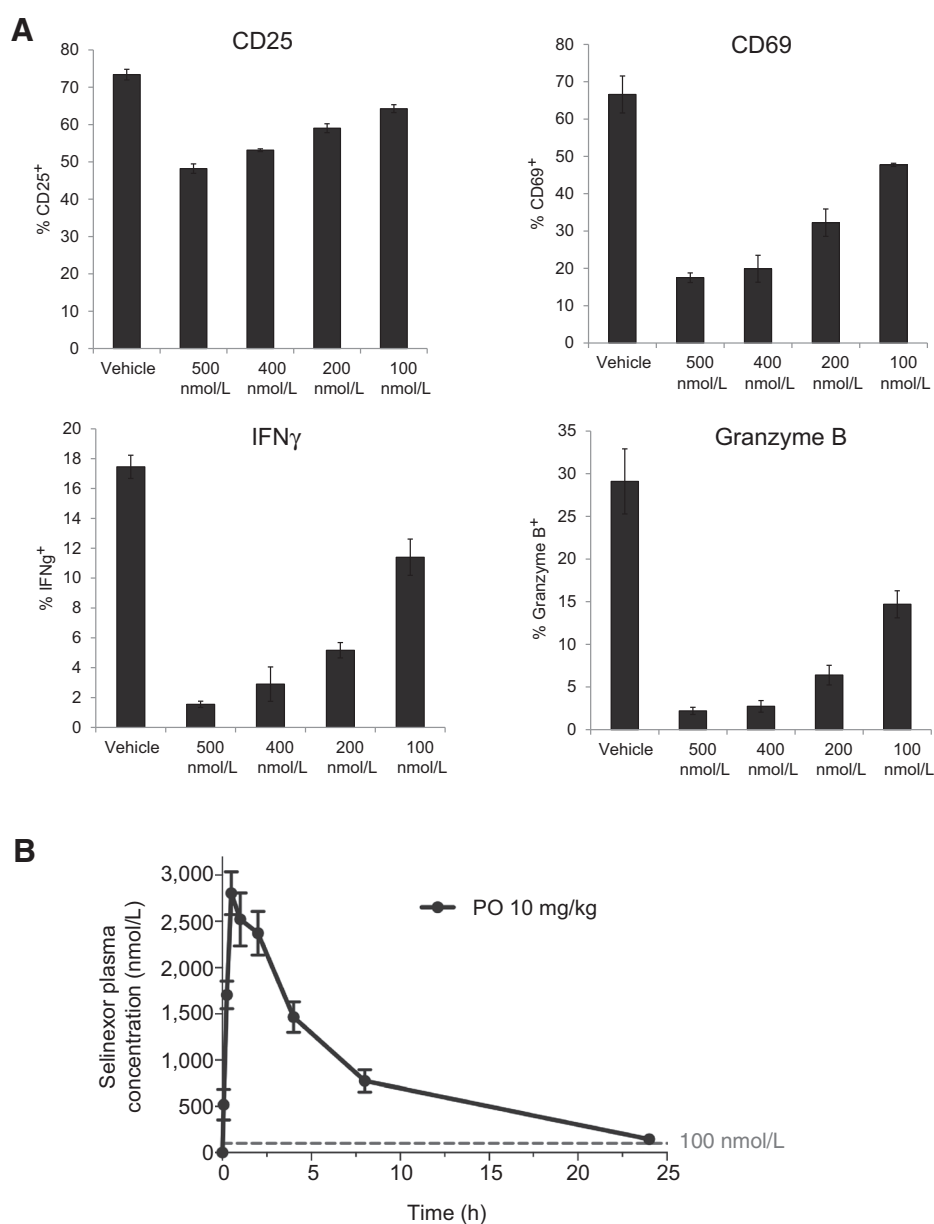 A
CD25
% CD25+
80
70
60
50
40
30
20
10
0
Vehicle
500 nmol/L
400 nmol/L
200 nmol/L
100 nmol/L
CD69
% CD69+
80
70
60
50
40
30
20
10
0
Vehicle
500 nmol/L
400 nmol/L
200 nmol/L
100 nmol/L
IFNγ
% IFNg+
20
18
16
14
12
10
8
6
4
2
0
Vehicle
500 nmol/L
400 nmol/L
200 nmol/L
100 nmol/L
Granzyme B
% Granzyme B+
35
30
25
20
15
10
5
0
Vehicle
500 nmol/L
400 nmol/L
200 nmol/L
100 nmol/L
B
Selinexor plasma
concentration (nmol/L)
3,000
2,500
2,000
1,500
1,000
500
0
PO 10 mg/kg
100 nmol/L
0 5 10 15 20 25
Time (h)